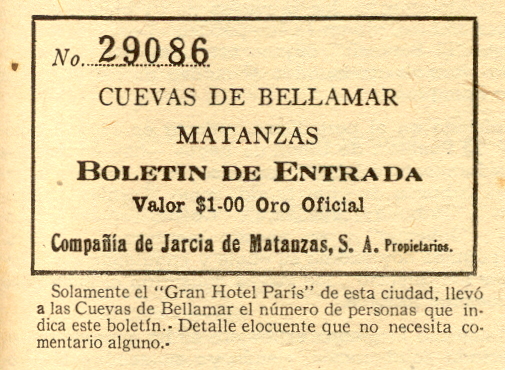 No. 29086
CUEVAS DE BELLAMAR
MATANZAS
BOLETIN DE ENTRADA
Valor $1-00 Oro Oficial
Compañía de Jarcia de Matanzas, S. A. Propietarios.
Solamente el "Gran Hotel París" de esta ciudad, llevó
a las Cuevas de Bellamar el número de personas que in-
dica este boletín.- Detalle elocuente que no necesita co-
mentario alguno.-